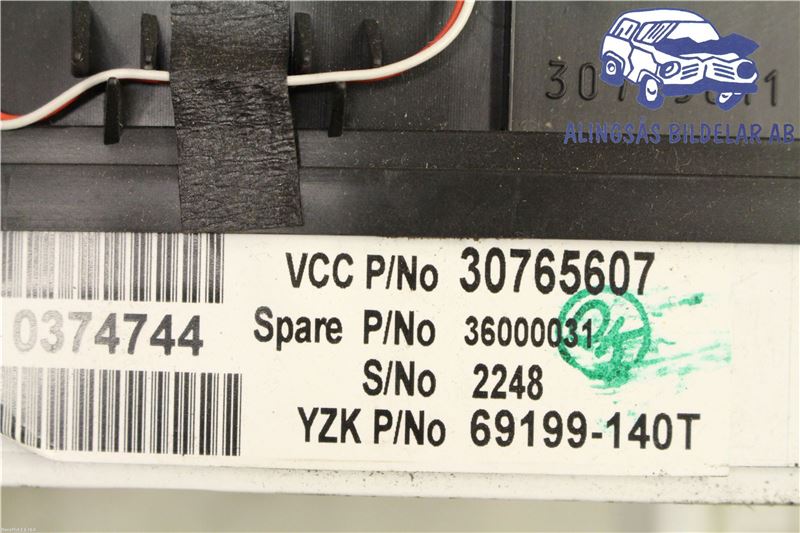 ALINGSÅS BILDELAR AB
VCC P/No 30765607
0374744
Spare P/No 36000031
S/No 2248
YZK P/No 69199-140T